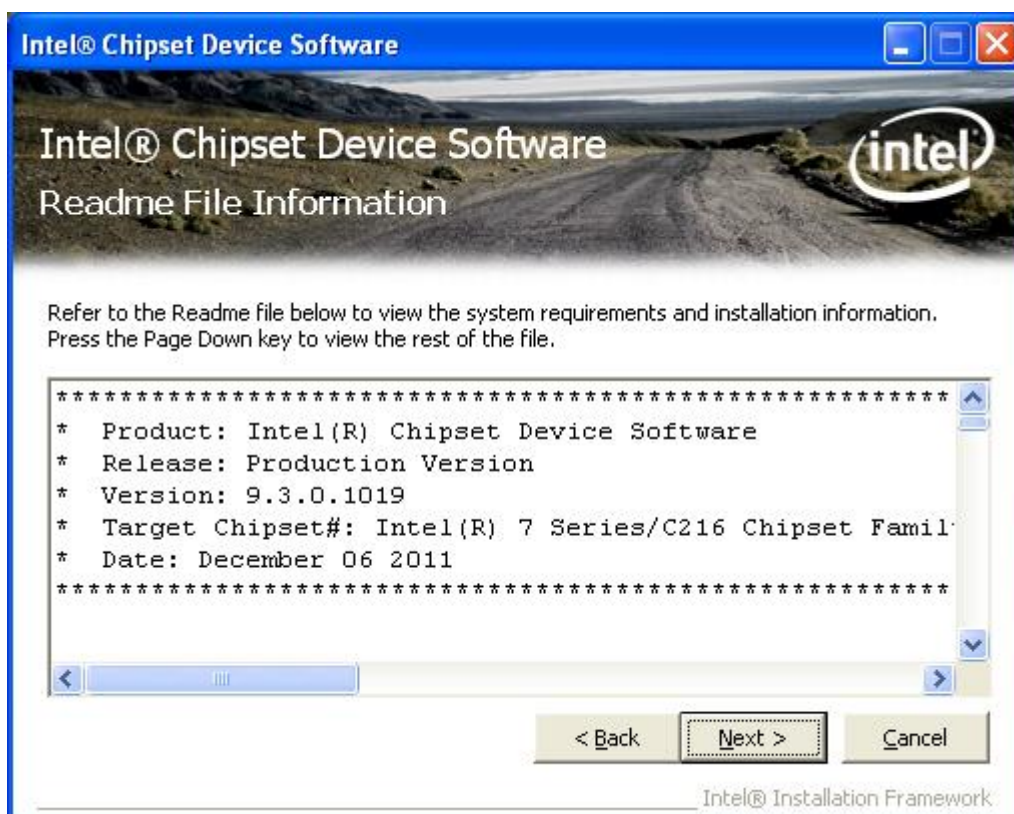 Intel® Chipset Device Software
Intel® Chipset Device Software
intel
Readme File Information
Refer to the Readme file below to view the system requirements and installation information.
Press the Page Down key to view the rest of the file.
*********************************************************
* Product: Intel(R) Chipset Device Software
* Release: Production Version
* Version: 9.3.0.1019
* Target Chipset#: Intel(R) 7 Series/C216 Chipset Famil
* Date: December 06 2011
*********************************************************
< Back
Next >
Cancel
Intel® Installation Framework